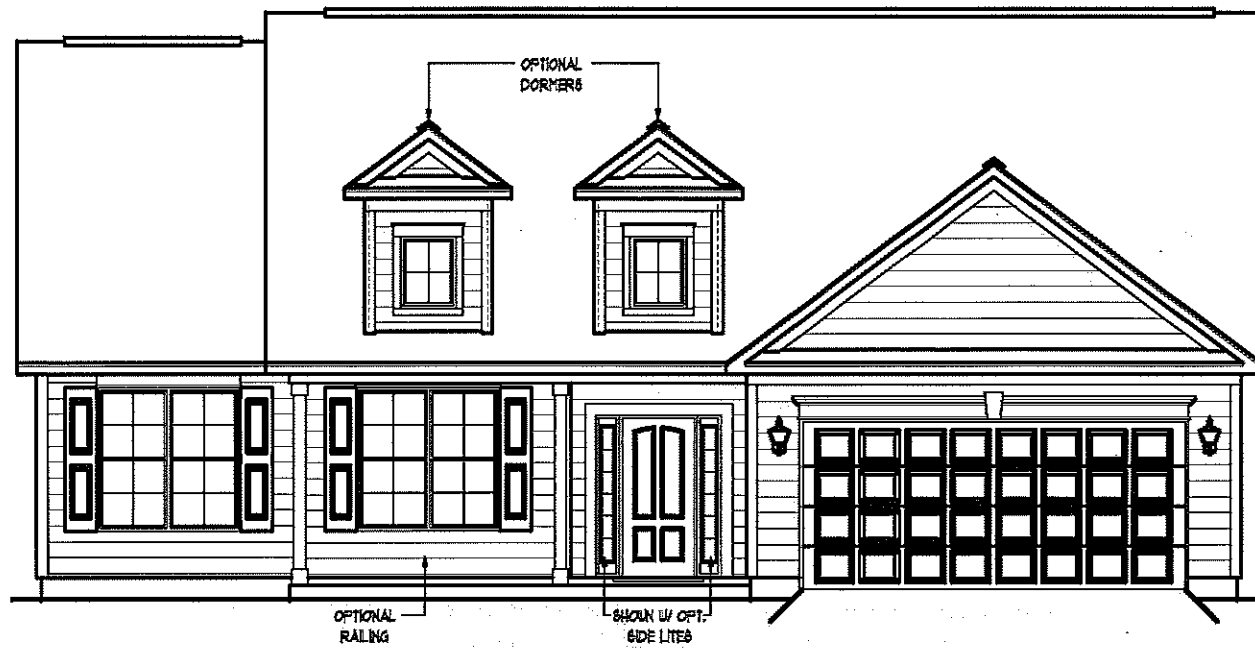 OPTIONAL
DORMERS
OPTIONAL
RAILING
SHOWN W/ OPT.
SIDE LITES